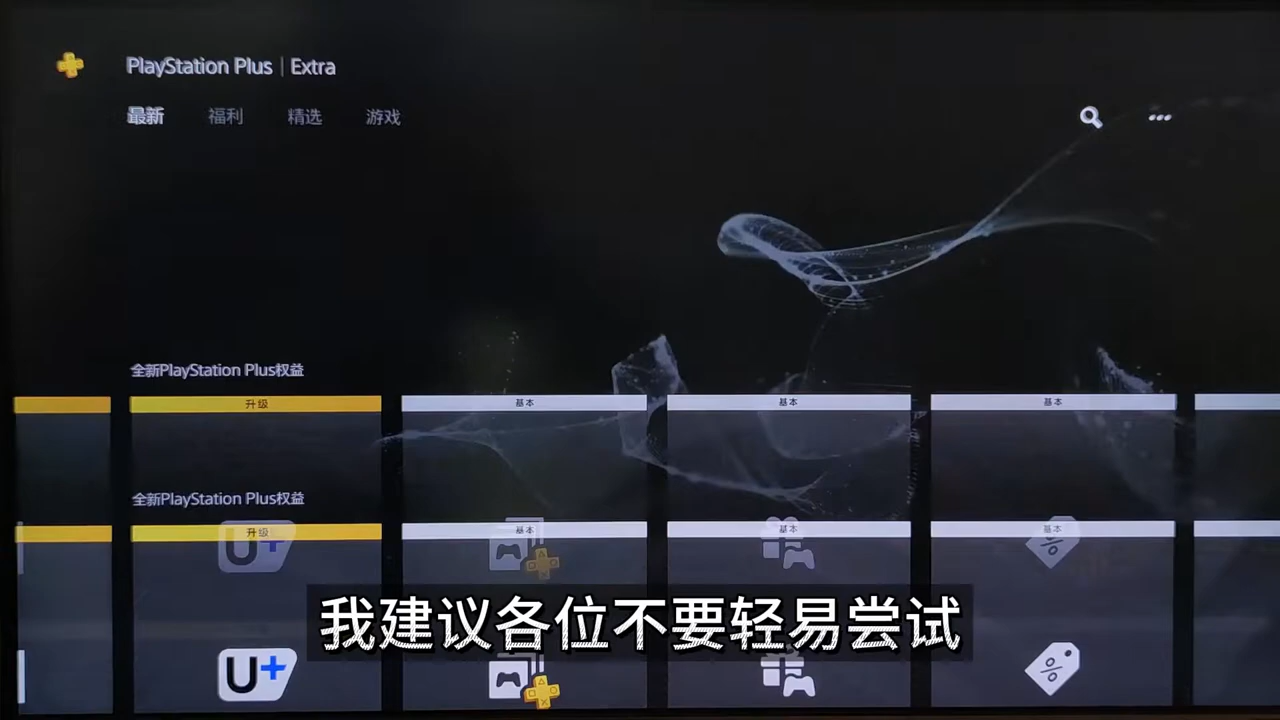 PlayStation Plus | Extra
最新 福利 精选 游戏
全新PlayStation Plus权益
升级 基本 基本 基本
全新PlayStation Plus权益
升级 基本 基本 基本
U+
我建议各位不要轻易尝试
U+